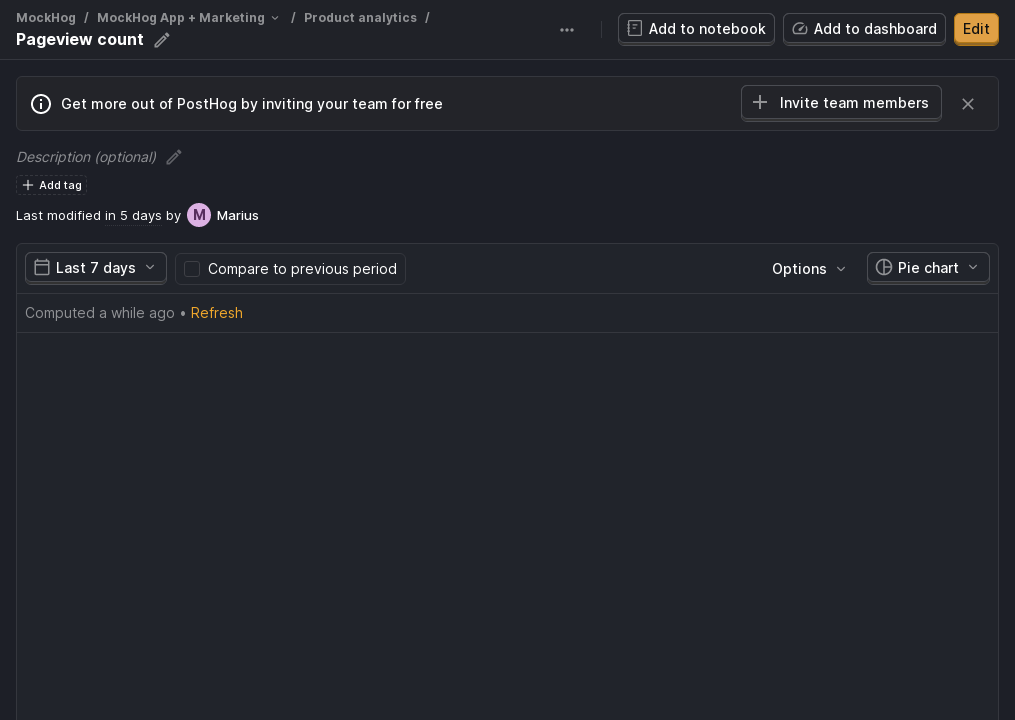 MockHog / MockHog App + Marketing / Product analytics /
Pageview count
Add to notebook
Add to dashboard
Edit
Get more out of PostHog by inviting your team for free
Invite team members
Description (optional)
Add tag
Last modified in 5 days by M Marius
Last 7 days
Compare to previous period
Options
Pie chart
Computed a while ago • Refresh